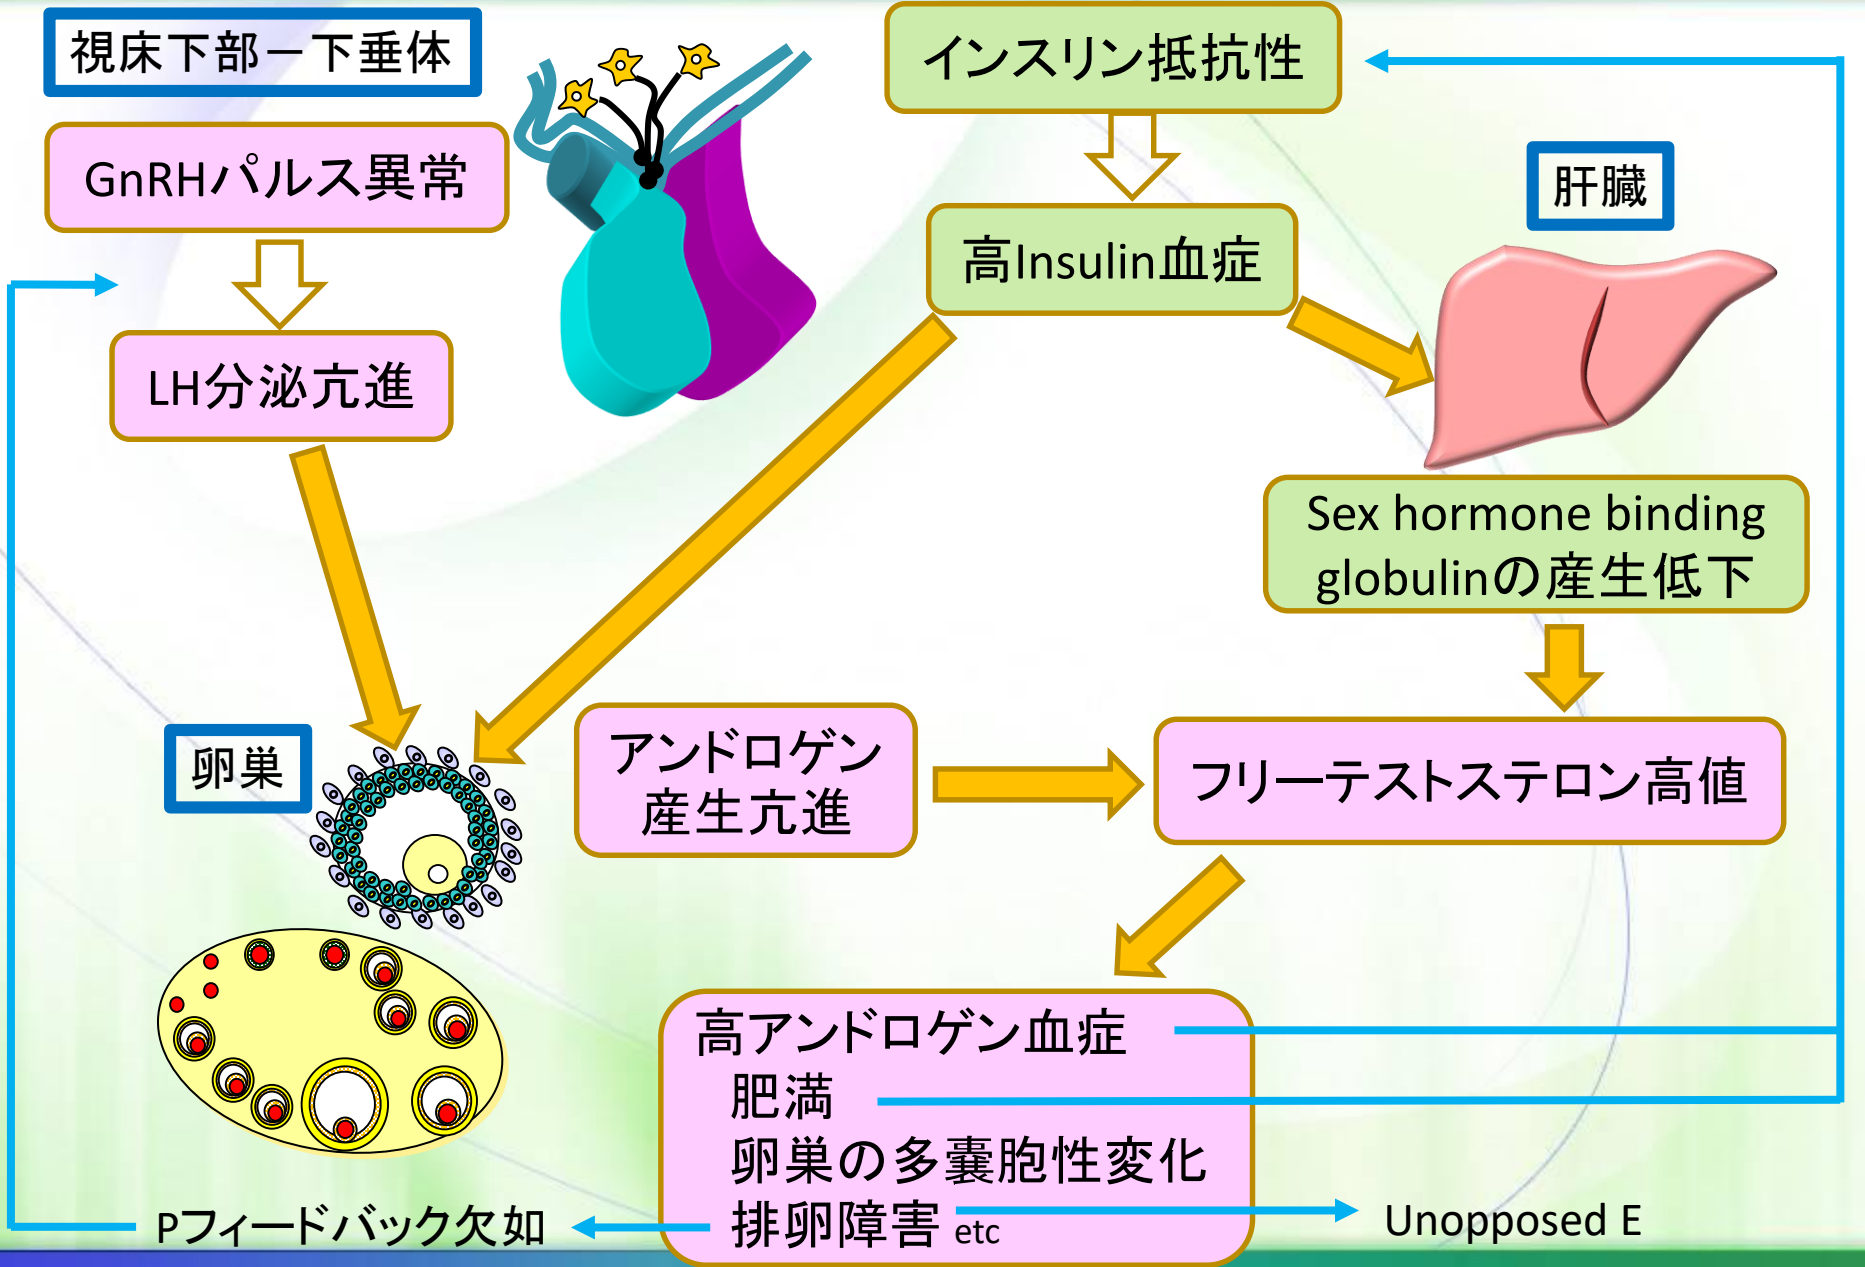 視床下部－下垂体
GnRHパルス異常
LH分泌亢進
インスリン抵抗性
高Insulin血症
肝臓
Sex hormone binding
globulinの産生低下
卵巣
アンドロゲン
産生亢進
フリーテストステロン高値
高アンドロゲン血症
肥満
卵巣の多嚢胞性変化
排卵障害 etc
Pフィードバック欠如
Unopposed E